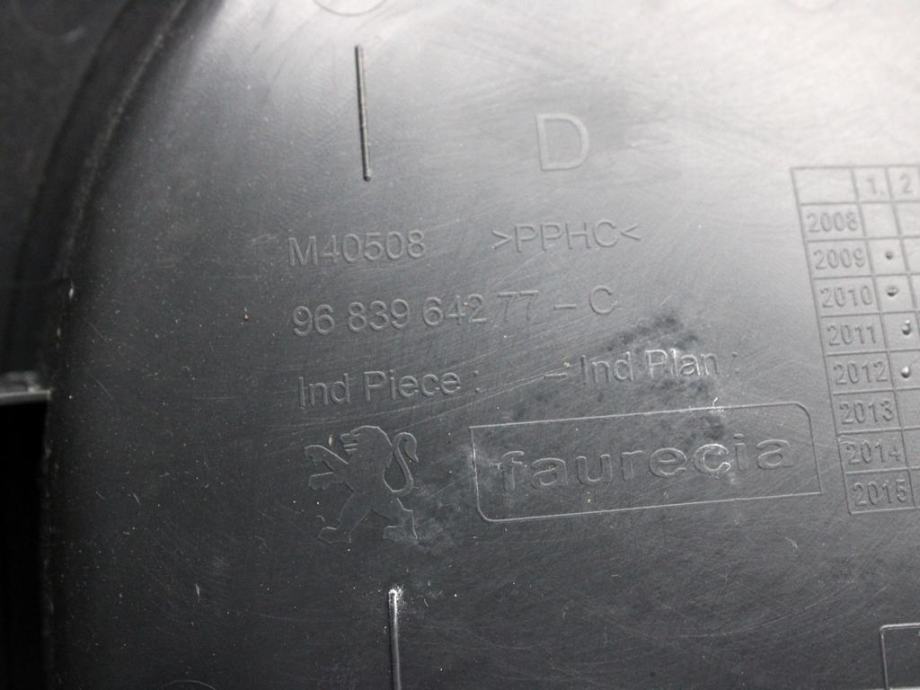 D
M40508 >PPHC<
96 839 642 77 – C
Ind Piece : – Ind Plan :
faurecia
1. 2
2008
2009
2010
2011
2012
2013
2014
2015